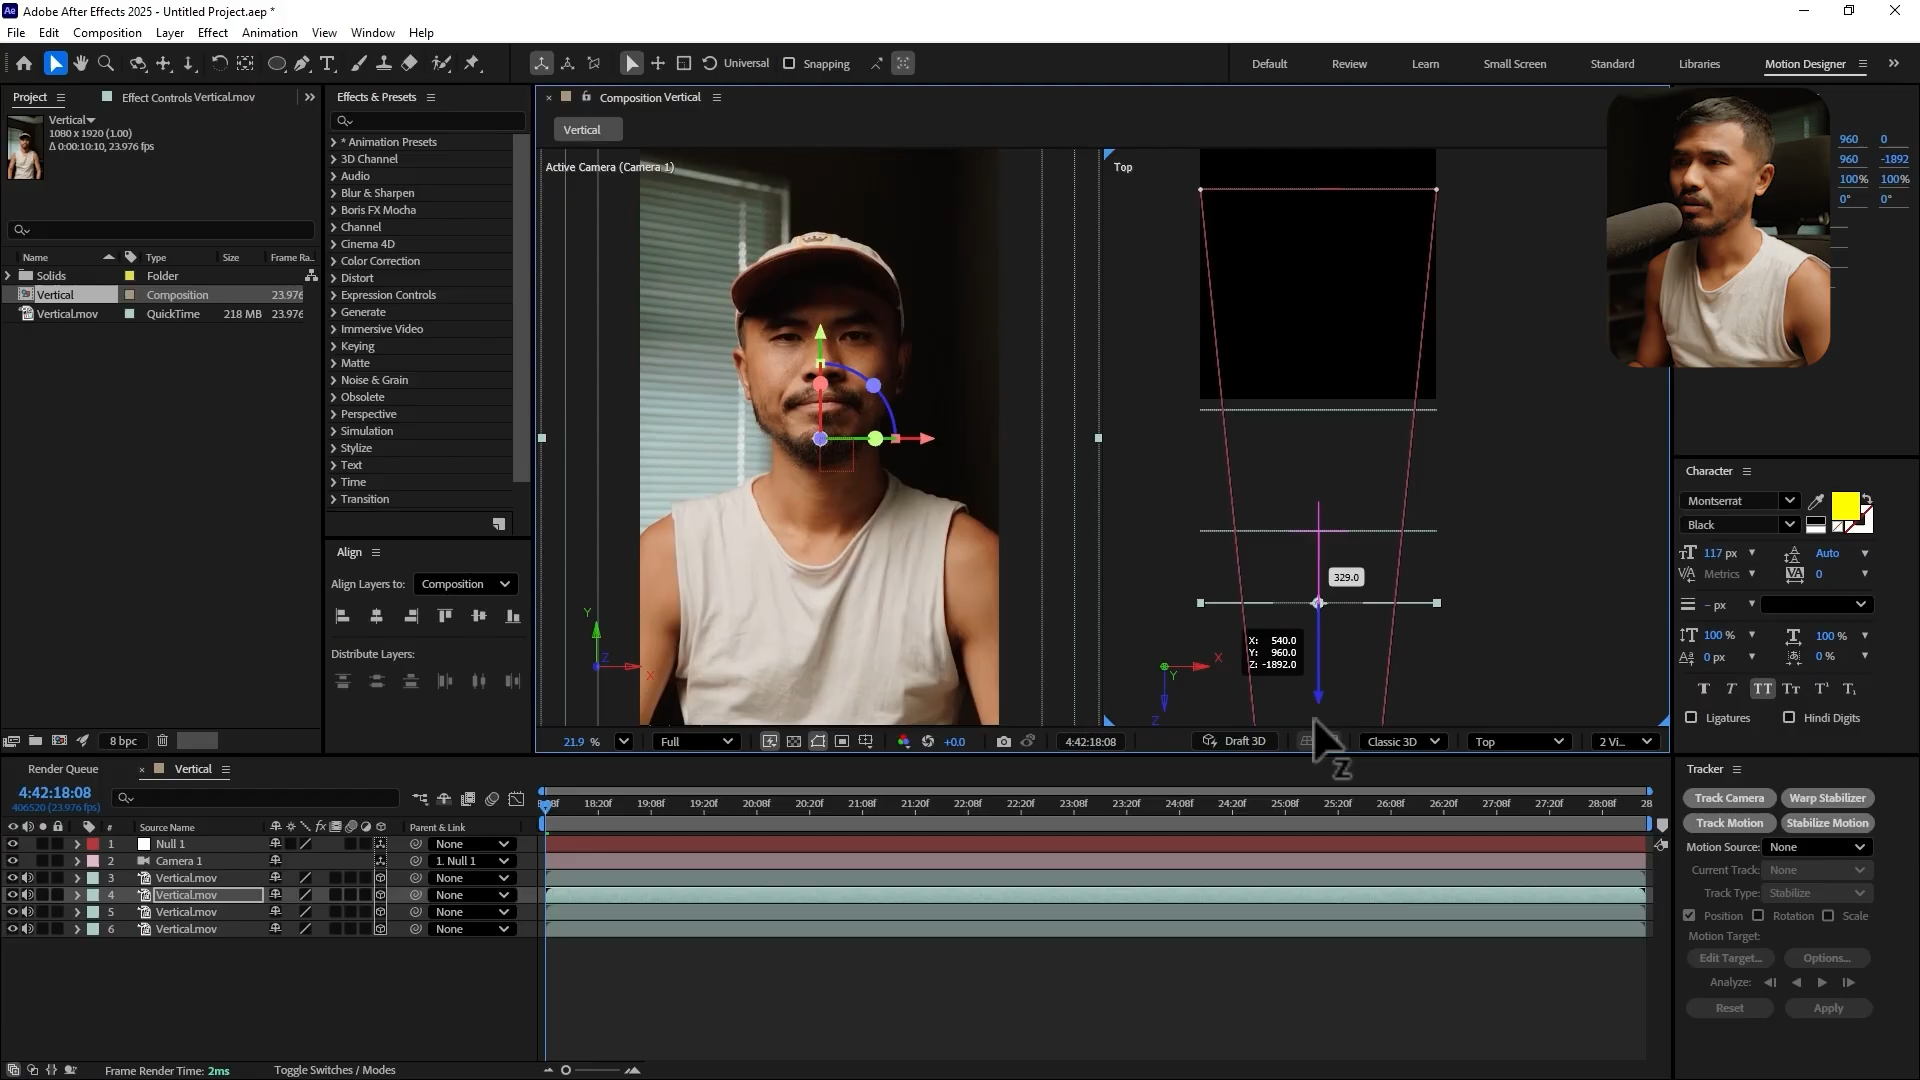 Adobe After Effects 2025 - Untitled Project.aep *
File Edit Composition Layer Effect Animation View Window Help
Universal Snapping
Default Review Learn Small Screen Standard Libraries Motion Designer
Project
Effect Controls Vertical.mov
Vertical
1080 x 1920 (1.00)
Δ 0:00:10:10, 23.976 fps
Name Type Size Frame Ra...
Solids Folder
Vertical Composition 23.976
Vertical.mov QuickTime 218 MB 23.976
8 bpc
Effects & Presets
* Animation Presets
3D Channel
Audio
Blur & Sharpen
Boris FX Mocha
Channel
Cinema 4D
Color Correction
Distort
Expression Controls
Generate
Immersive Video
Keying
Matte
Noise & Grain
Obsolete
Perspective
Simulation
Stylize
Text
Time
Transition
Align
Align Layers to: Composition
Distribute Layers:
Composition Vertical
Vertical
Active Camera (Camera 1)
Y
Z
X
Top
329.0
X: 540.0
Y: 960.0
Z: -1892.0
X
Y
Z
Z
21.9 % Full +0.0 4:42:18:08 Draft 3D Classic 3D Top 2 Vi...
960 0
960 -1892
100% 100%
0° 0°
Character
Montserrat
Black
117 px Auto
Metrics 0
- px
100 % 100 %
0 px 0 %
T T TT Tт T¹ T₁
Ligatures Hindi Digits
Render Queue Vertical
4:42:18:08
406520 (23.976 fps)
:08f 18:20f 19:08f 19:20f 20:08f 20:20f 21:08f 21:20f 22:08f 22:20f 23:08f 23:20f 24:08f 24:20f 25:08f 25:20f 26:08f 26:20f 27:08f 27:20f 28:08f 28
# Source Name fx Parent & Link
1 Null 1 None
2 Camera 1 1. Null 1
3 Vertical.mov None
4 Vertical.mov None
5 Vertical.mov None
6 Vertical.mov None
Frame Render Time: 2ms Toggle Switches / Modes
Tracker
Track Camera Warp Stabilizer
Track Motion Stabilize Motion
Motion Source: None
Current Track: None
Track Type: Stabilize
Position Rotation Scale
Motion Target:
Edit Target... Options...
Analyze:
Reset Apply